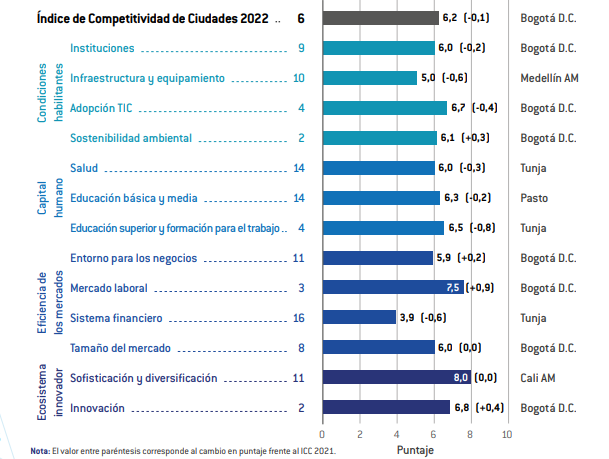 Índice de Competitividad de Ciudades 2022 .. 6 6,2 (-0,1) Bogotá D.C.
Condiciones habilitantes
Instituciones 9 6,0 (-0,2) Bogotá D.C.
Infraestructura y equipamiento 10 5,0 (-0,6) Medellín AM
Adopción TIC 4 6,7 (-0,4) Bogotá D.C.
Sostenibilidad ambiental 2 6,1 (+0,3) Bogotá D.C.
Capital humano
Salud 14 6,0 (-0,3) Tunja
Educación básica y media 14 6,3 (-0,2) Pasto
Educación superior y formación para el trabajo .. 4 6,5 (-0,8) Tunja
Eficiencia de los mercados
Entorno para los negocios 11 5,9 (+0,2) Bogotá D.C.
Mercado laboral 3 7,5 (+0,9) Bogotá D.C.
Sistema financiero 16 3,9 (-0,6) Tunja
Tamaño del mercado 8 6,0 (0,0) Bogotá D.C.
Ecosistema innovador
Sofisticación y diversificación 11 8,0 (0,0) Cali AM
Innovación 2 6,8 (+0,4) Bogotá D.C.
0 2 4 6 8 10
Nota: El valor entre paréntesis corresponde al cambio en puntaje frente al ICC 2021.
Puntaje